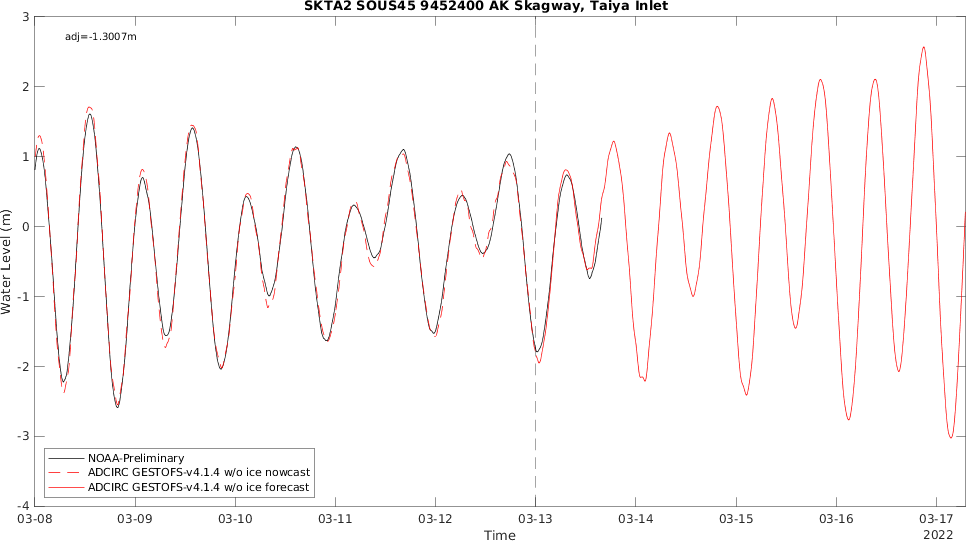 SKTA2 SOUS45 9452400 AK Skagway, Taiya Inlet
adj=-1.3007m
3
2
1
0
-1
-2
-3
-4
Water Level (m)
NOAA-Preliminary
ADCIRC GESTOFS-v4.1.4 w/o ice nowcast
ADCIRC GESTOFS-v4.1.4 w/o ice forecast
03-08 03-09 03-10 03-11 03-12 03-13 03-14 03-15 03-16 03-17
Time
2022